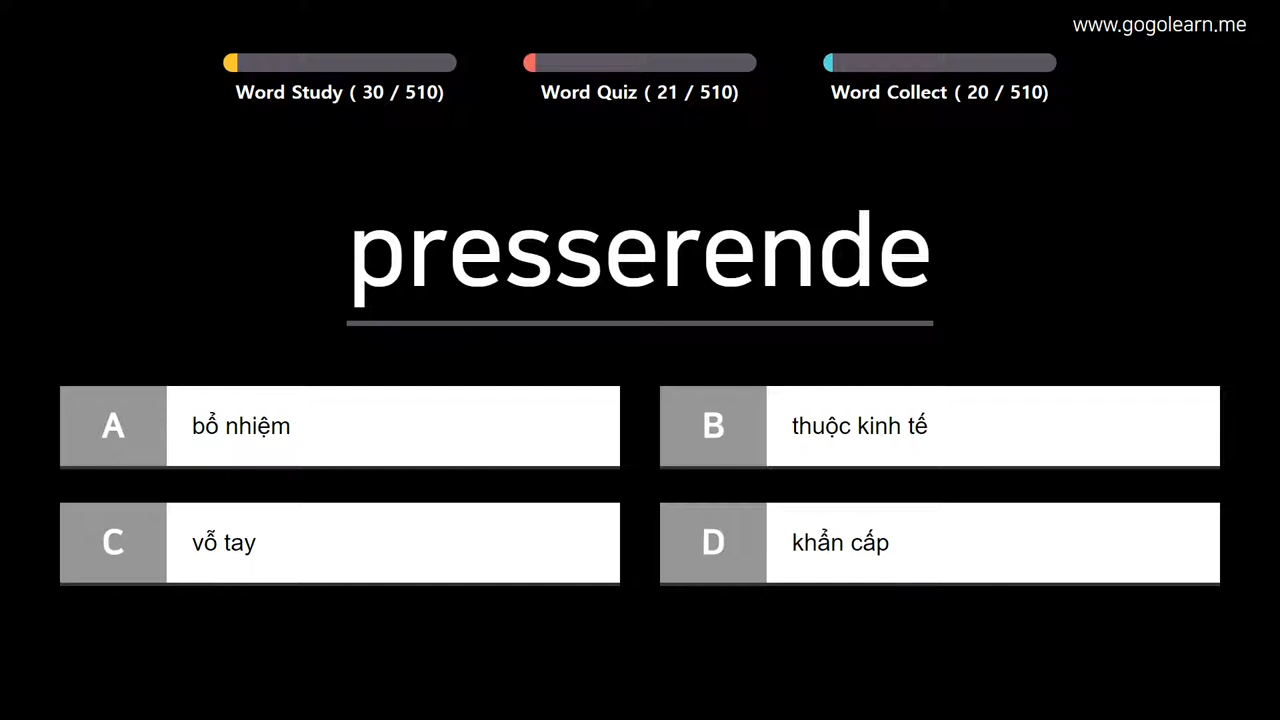 www.gogolearn.me
Word Study ( 30 / 510)
Word Quiz ( 21 / 510)
Word Collect ( 20 / 510)
presserende
A bổ nhiệm
B thuộc kinh tế
C vỗ tay
D khẩn cấp